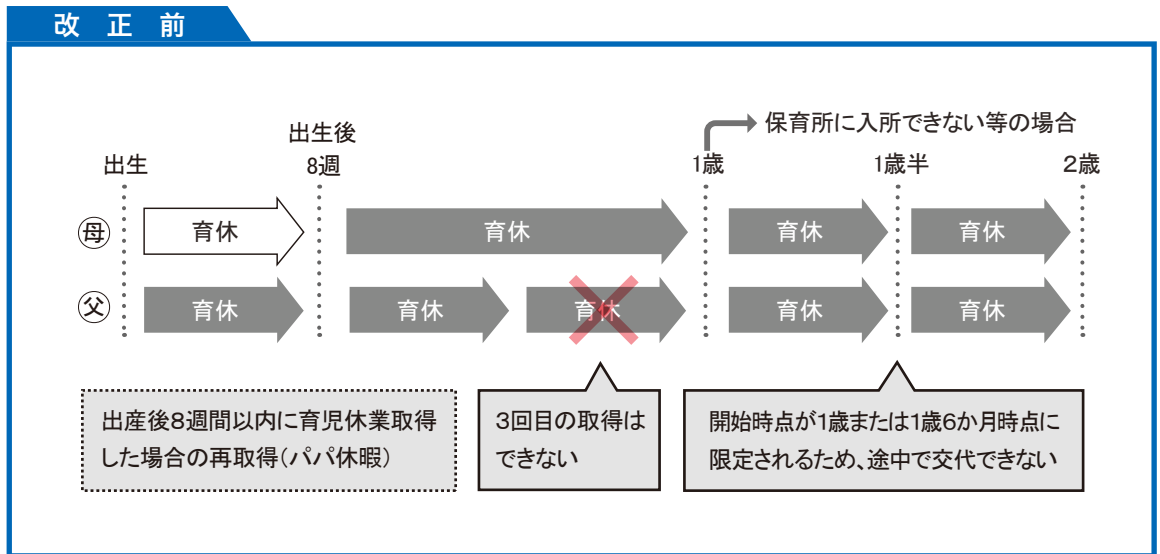 改正前
保育所に入所できない等の場合
出生
出生後
8週
1歳
1歳半
2歳
母
育休
育休
育休
育休
父
育休
育休
育休
育休
育休
出産後8週間以内に育児休業取得
した場合の再取得(パパ休暇)
3回目の取得は
できない
開始時点が1歳または1歳6か月時点に
限定されるため、途中で交代できない